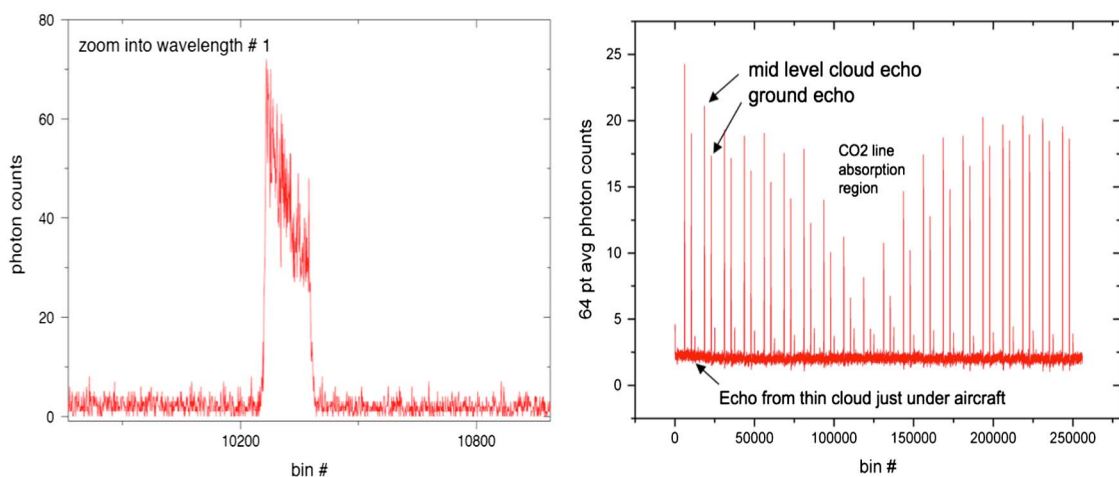 80
zoom into wavelength # 1
60
40
20
0
photon counts
10200
10800
bin #
25
20
15
10
5
0
64 pt avg photon counts
mid level cloud echo
ground echo
CO2 line
absorption
region
Echo from thin cloud just under aircraft
0
50000
100000
150000
200000
250000
bin #